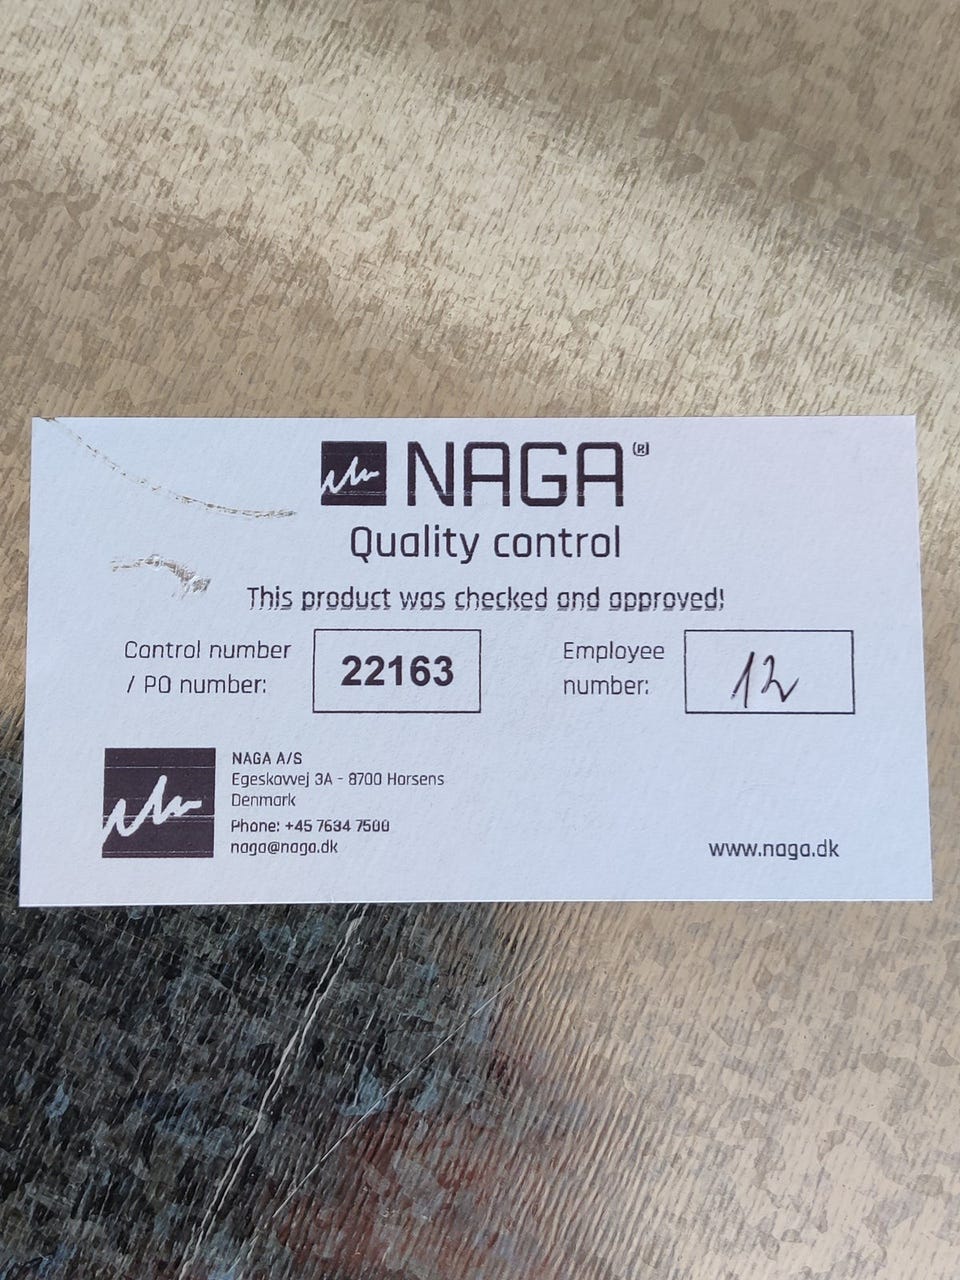 NAGA®
Quality control
This product was checked and approved!
Control number
/ PO number:
22163
Employee
number:
12
NAGA A/S
Egeskovvej 3A - 8700 Horsens
Denmark
Phone: +45 7634 7500
naga@naga.dk
www.naga.dk